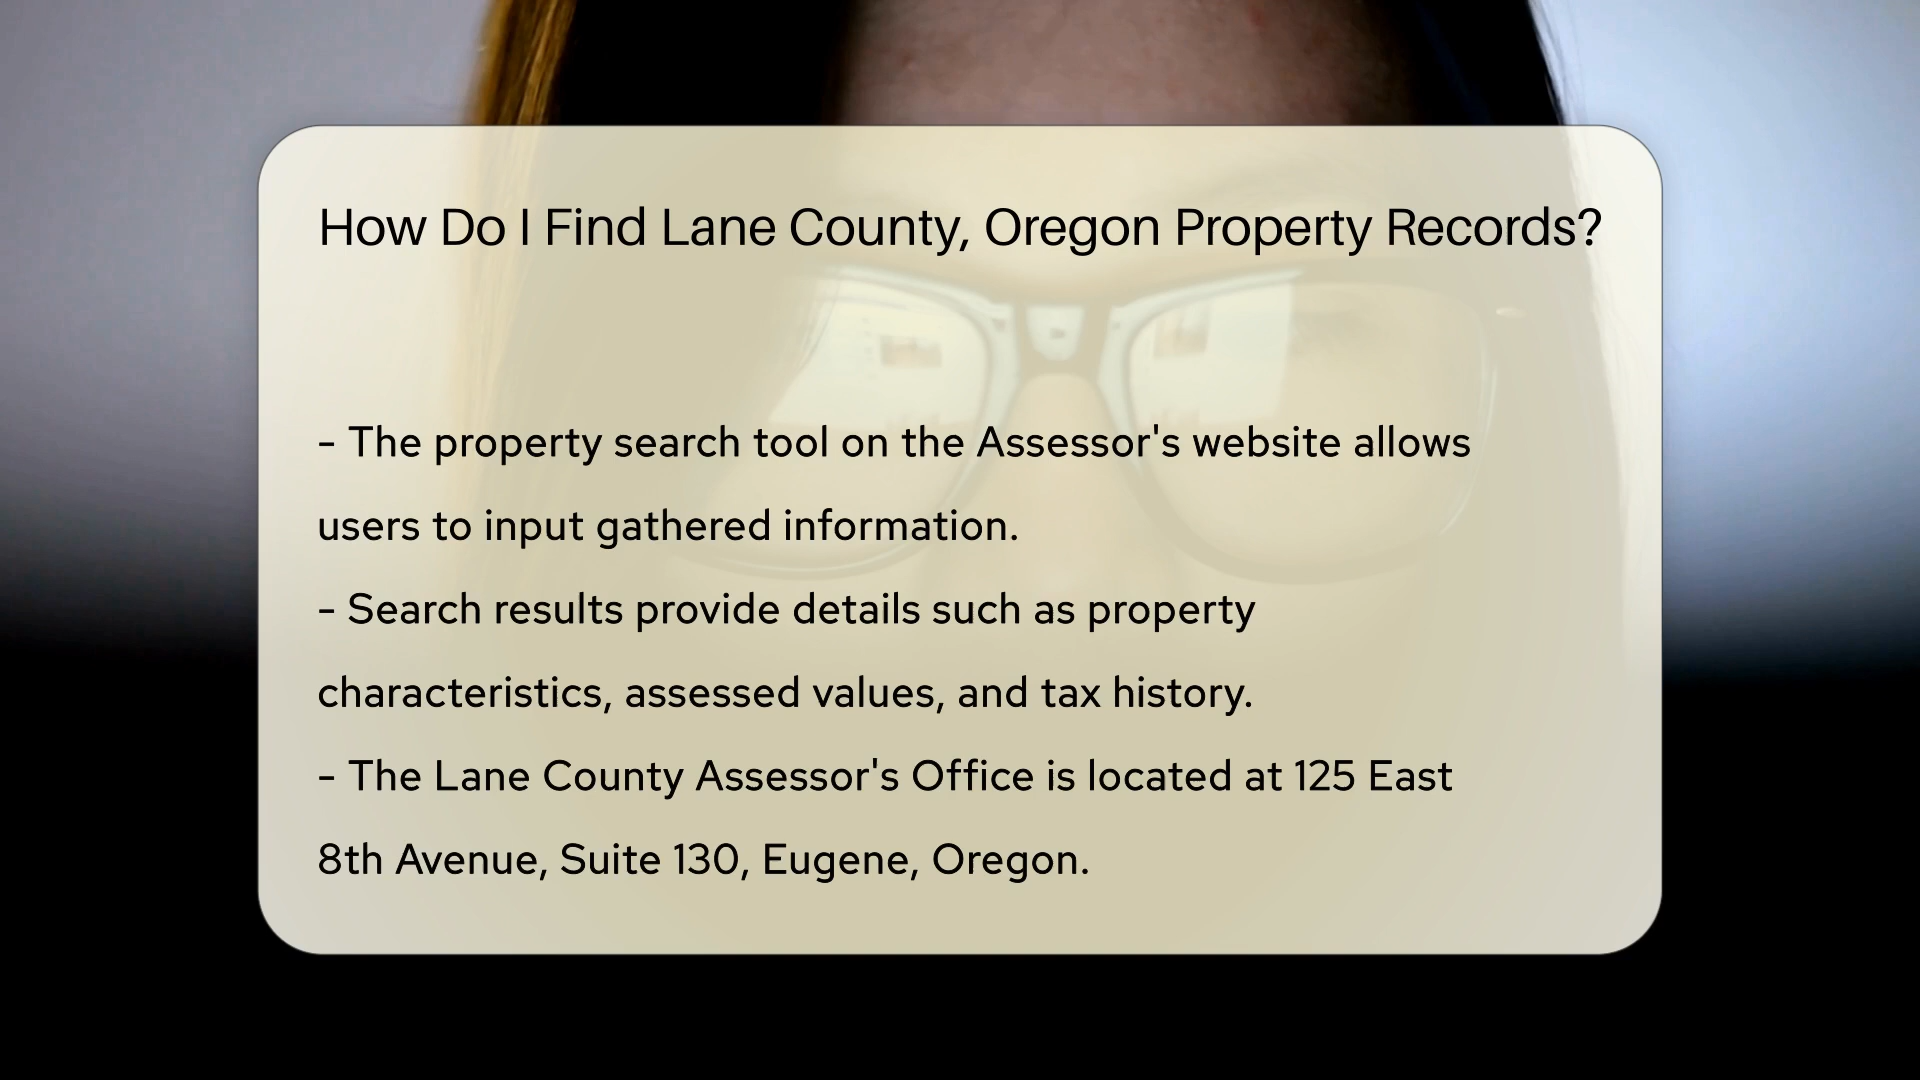 How Do I Find Lane County, Oregon Property Records?
- The property search tool on the Assessor's website allows
users to input gathered information.
- Search results provide details such as property
characteristics, assessed values, and tax history.
- The Lane County Assessor's Office is located at 125 East
8th Avenue, Suite 130, Eugene, Oregon.